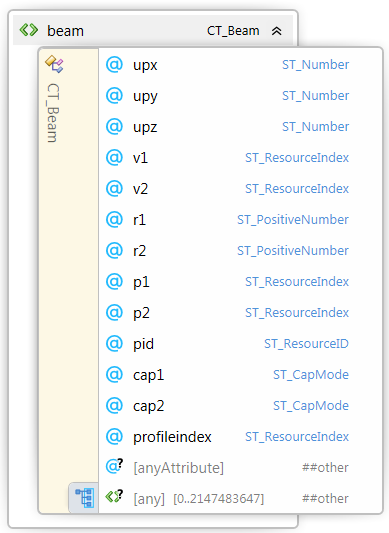 beam CT_Beam
CT_Beam
upx ST_Number
upy ST_Number
upz ST_Number
v1 ST_ResourceIndex
v2 ST_ResourceIndex
r1 ST_PositiveNumber
r2 ST_PositiveNumber
p1 ST_ResourceIndex
p2 ST_ResourceIndex
pid ST_ResourceID
cap1 ST_CapMode
cap2 ST_CapMode
profileindex ST_ResourceIndex
[anyAttribute] ##other
[any] [0..2147483647] ##other